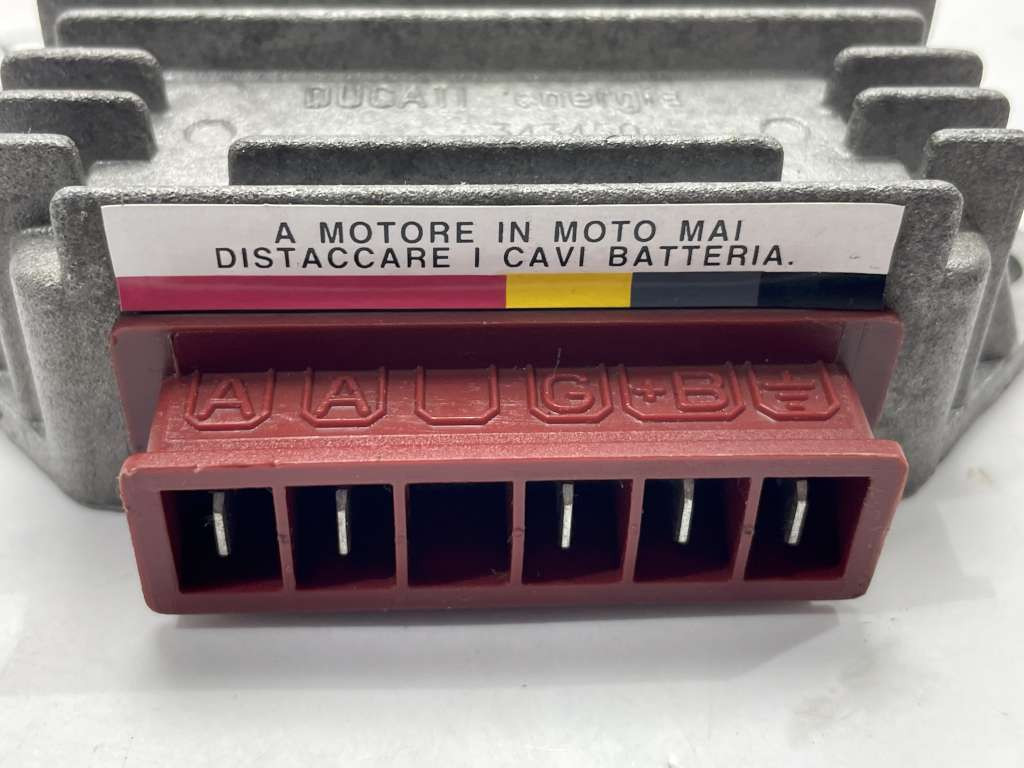 DUCATI energia
A MOTORE IN MOTO MAI
DISTACCARE I CAVI BATTERIA.
A A G +B